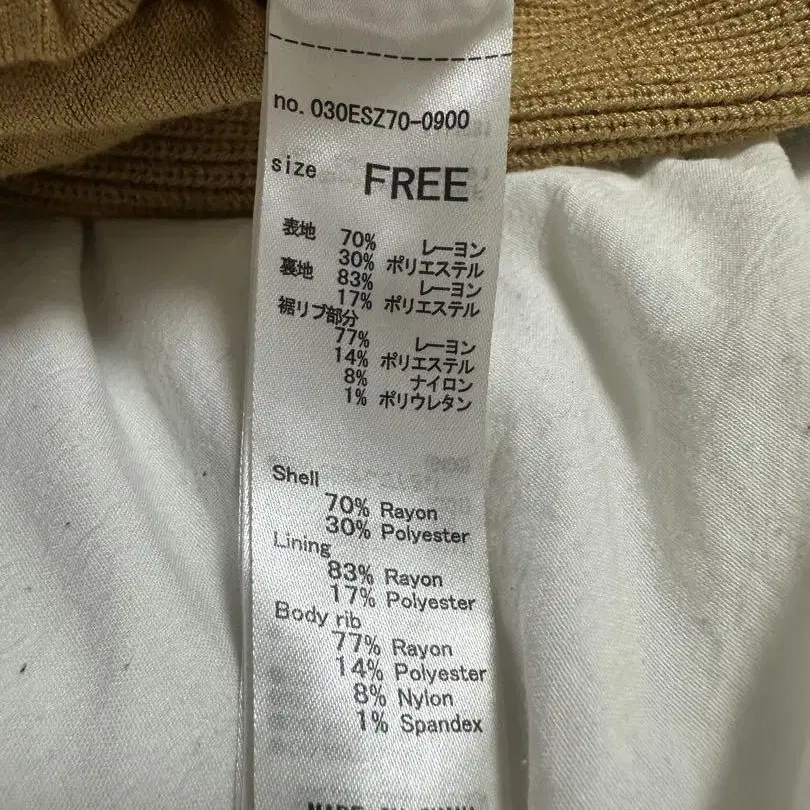 no. 030ESZ70-0900
size FREE
表地 70% レーヨン
30% ポリエステル
裏地 83% レーヨン
17% ポリエステル
裾リブ部分
77% レーヨン
14% ポリエステル
8% ナイロン
1% ポリウレタン
Shell
70% Rayon
30% Polyester
Lining
83% Rayon
17% Polyester
Body rib
77% Rayon
14% Polyester
8% Nylon
1% Spandex